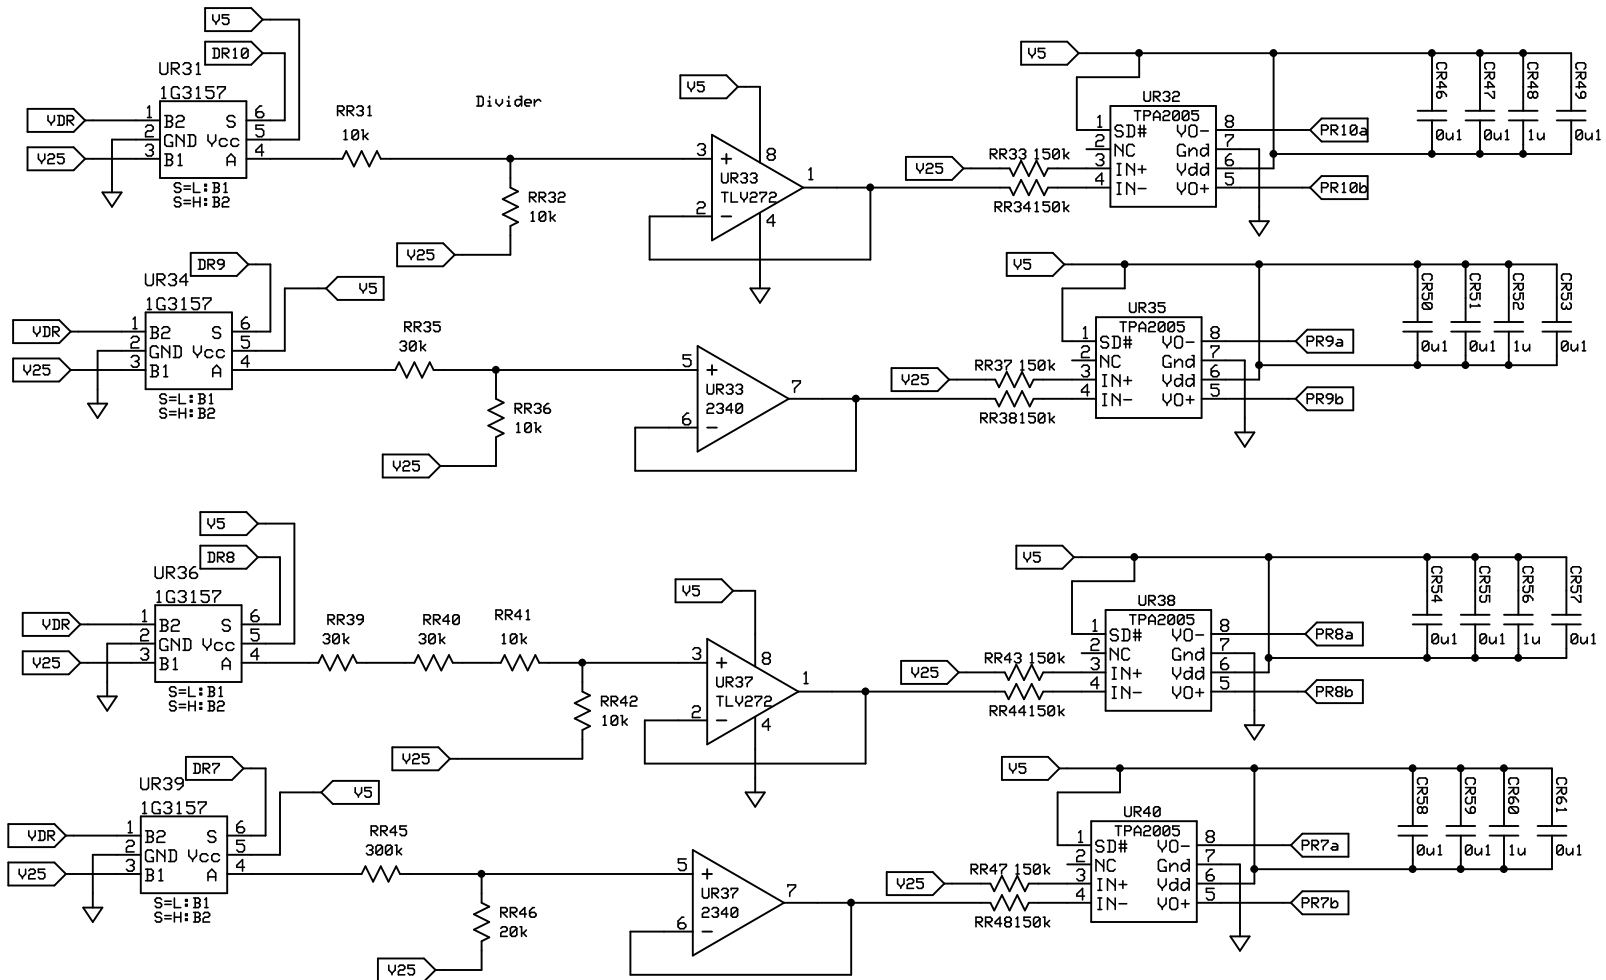 V5
DR10
UR31
1G3157
VDR
V25
1
2
3
B2
GND
B1
S
Vcc
A
6
5
4
S=L:B1
S=H:B2
RR31
10k
Divider
RR32
10k
V25
V5
3
2
+
-
UR33
TLV272
8
4
1
V25
RR33 150k
RR34150k
V5
UR32
TPA2005
1
2
3
4
SD#
NC
IN+
IN-
VO-
Gnd
Vdd
VO+
8
7
6
5
PR10a
PR10b
CR46
0u1
CR47
0u1
CR48
1u
CR49
0u1
DR9
UR34
1G3157
V5
VDR
V25
1
2
3
B2
GND
B1
S
Vcc
A
6
5
4
S=L:B1
S=H:B2
RR35
30k
RR36
10k
V25
5
6
+
-
UR33
2340
7
V25
RR37 150k
RR38150k
V5
UR35
TPA2005
1
2
3
4
SD#
NC
IN+
IN-
VO-
Gnd
Vdd
VO+
8
7
6
5
PR9a
PR9b
CR50
0u1
CR51
0u1
CR52
1u
CR53
0u1
V5
DR8
UR36
1G3157
VDR
V25
1
2
3
B2
GND
B1
S
Vcc
A
6
5
4
S=L:B1
S=H:B2
RR39
30k
RR40
30k
RR41
10k
RR42
10k
V25
V5
3
2
+
-
UR37
TLV272
8
4
1
V25
RR43 150k
RR44150k
V5
UR38
TPA2005
1
2
3
4
SD#
NC
IN+
IN-
VO-
Gnd
Vdd
VO+
8
7
6
5
PR8a
PR8b
CR54
0u1
CR55
0u1
CR56
1u
CR57
0u1
DR7
UR39
1G3157
V5
VDR
V25
1
2
3
B2
GND
B1
S
Vcc
A
6
5
4
S=L:B1
S=H:B2
RR45
300k
RR46
20k
V25
5
6
+
-
UR37
2340
7
V25
RR47 150k
RR48150k
V5
UR40
TPA2005
1
2
3
4
SD#
NC
IN+
IN-
VO-
Gnd
Vdd
VO+
8
7
6
5
PR7a
PR7b
CR58
0u1
CR59
0u1
CR60
1u
CR61
0u1